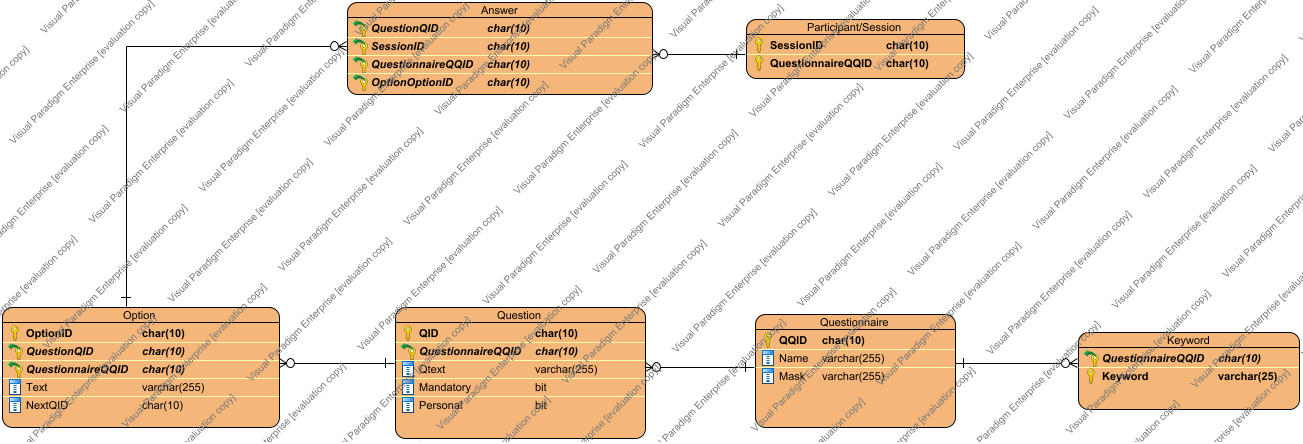 Answer
QuestionQID char(10)
SessionID char(10)
QuestionnaireQQID char(10)
OptionOptionID char(10)
Participant/Session
SessionID char(10)
QuestionnaireQQID char(10)
Option
OptionID char(10)
QuestionQID char(10)
QuestionnaireQQID char(10)
Text varchar(255)
NextQID char(10)
Question
QID char(10)
QuestionnaireQQID char(10)
Qtext varchar(255)
Mandatory bit
Personal bit
Questionnaire
QQID char(10)
Name varchar(255)
Mask varchar(255)
Keyword
QuestionnaireQQID char(10)
Keyword varchar(25)
Visual Paradigm Enterprise [evaluation copy]